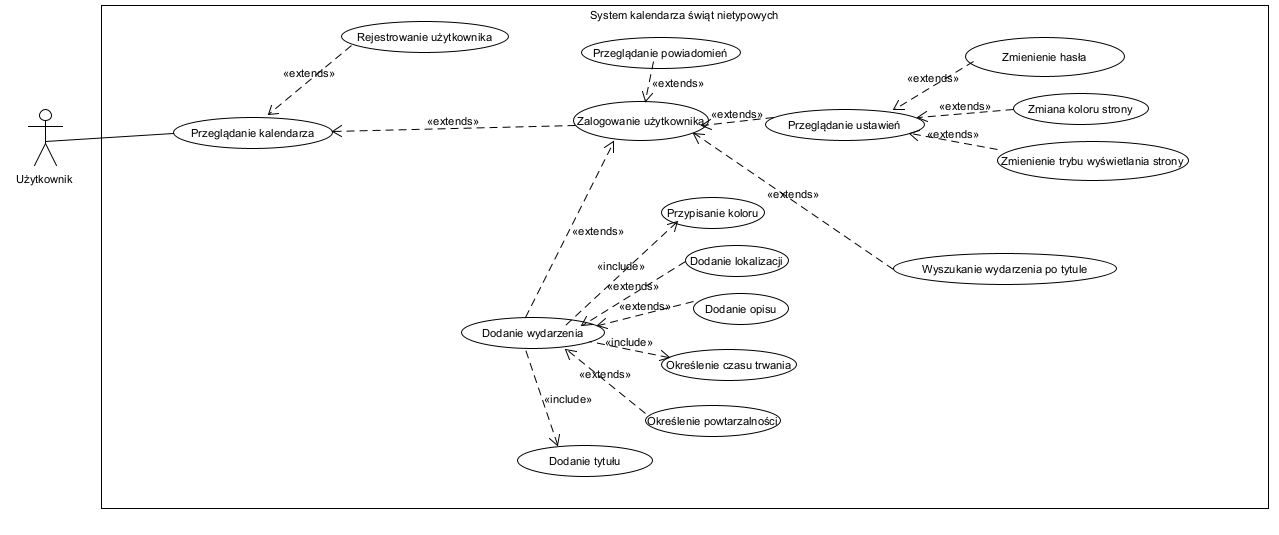 System kalendarza świąt nietypowych
Rejestrowanie użytkownika
Przeglądanie powiadomień
Zmienienie hasła
«extends»
«extends»
«extends»
Zmiana koloru strony
«extends»
«extends»
Przeglądanie kalendarza
«extends»
Zalogowanie użytkownika
Przeglądanie ustawień
«extends»
Zmienienie trybu wyświetlania strony
Użytkownik
«extends»
Przypisanie koloru
«extends»
«include»
Dodanie lokalizacji
Wyszukanie wydarzenia po tytule
«extends»
«extends»
Dodanie opisu
Dodanie wydarzenia
«include»
Określenie czasu trwania
«extends»
«include»
Określenie powtarzalności
Dodanie tytułu